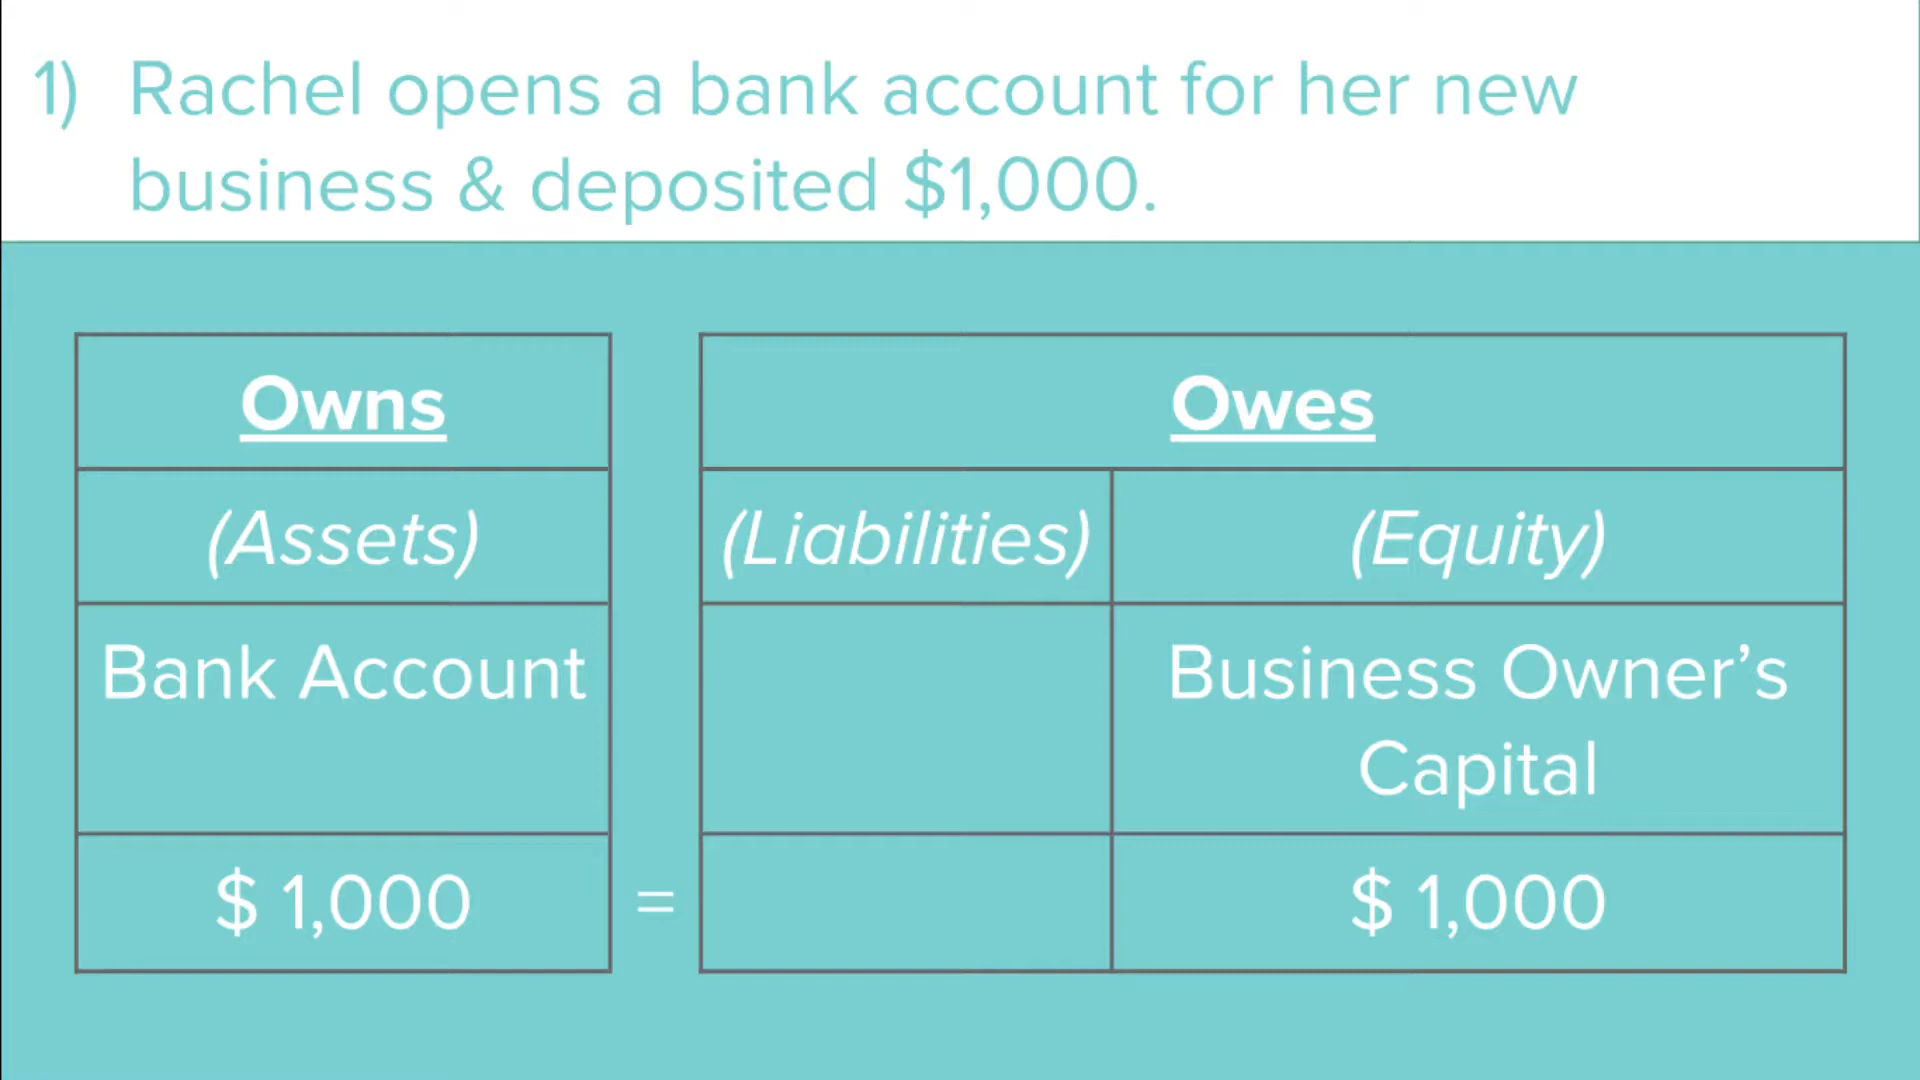 1) Rachel opens a bank account for her new
business & deposited $1,000.
Owns
Owes
(Assets)
(Liabilities)
(Equity)
Bank Account
Business Owner’s
Capital
$ 1,000
=
$ 1,000